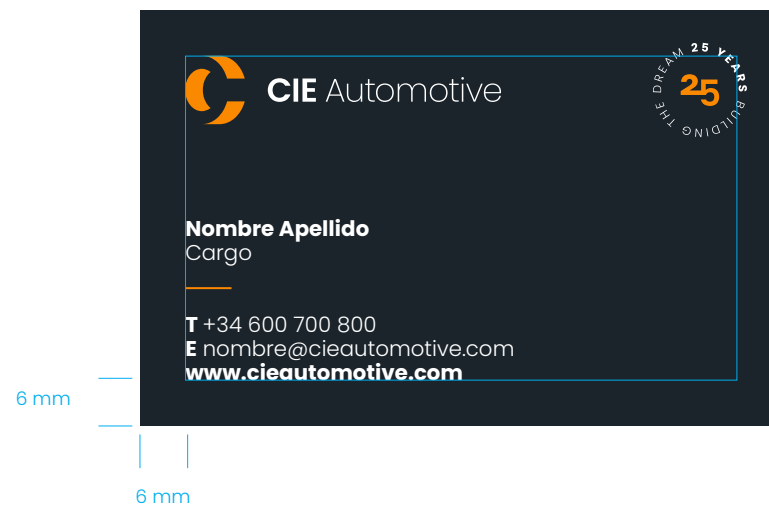 CIE Automotive
25 YEARS BUILDING THE DREAM
25
Nombre Apellido
Cargo
T +34 600 700 800
E nombre@cieautomotive.com
www.cieautomotive.com
6 mm
6 mm